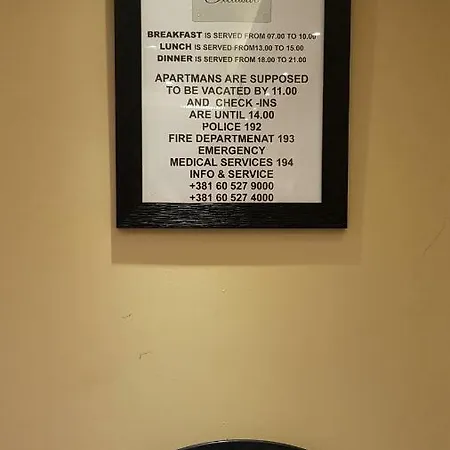 Exclusive
BREAKFAST IS SERVED FROM 07.00 TO 10.00
LUNCH IS SERVED FROM13.00 TO 15.00
DINNER IS SERVED FROM 18.00 TO 21.00
APARTMANS ARE SUPPOSED
TO BE VACATED BY 11.00
AND CHECK -INS
ARE UNTIL 14.00
POLICE 192
FIRE DEPARTMENAT 193
EMERGENCY
MEDICAL SERVICES 194
INFO & SERVICE
+381 60 527 9000
+381 60 527 4000